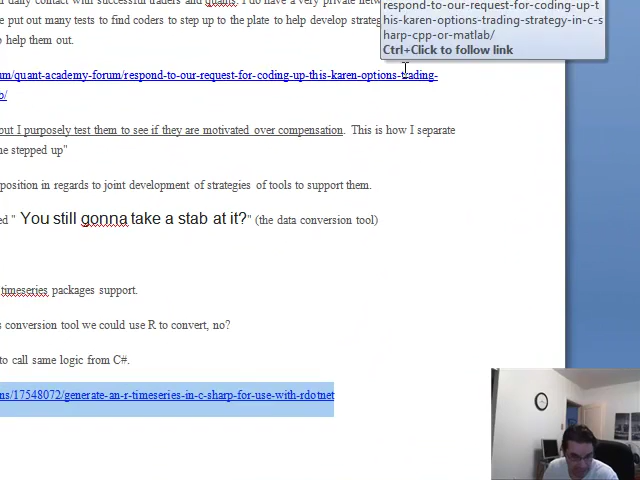 daily contact with successful traders and quants. I do have a very private netw
respond-to-our-request-for-coding-up-t
e put out many tests to find coders to step up to the plate to help develop strateg
his-karen-options-trading-strategy-in-c-s
o help them out.
harp-cpp-or-matlab/
Ctrl+Click to follow link
um/quant-academy-forum/respond-to-our-request-for-coding-up-this-karen-options-trading-
b/
but I purposely test them to see if they are motivated over compensation. This is how I separate
ne stepped up"
position in regards to joint development of strategies of tools to support them.
ed " You still gonna take a stab at it?" (the data conversion tool)
timeseries packages support.
s conversion tool we could use R to convert, no?
to call same logic from C#.
ns/17548072/generate-an-r-timeseries-in-c-sharp-for-use-with-rdotnet